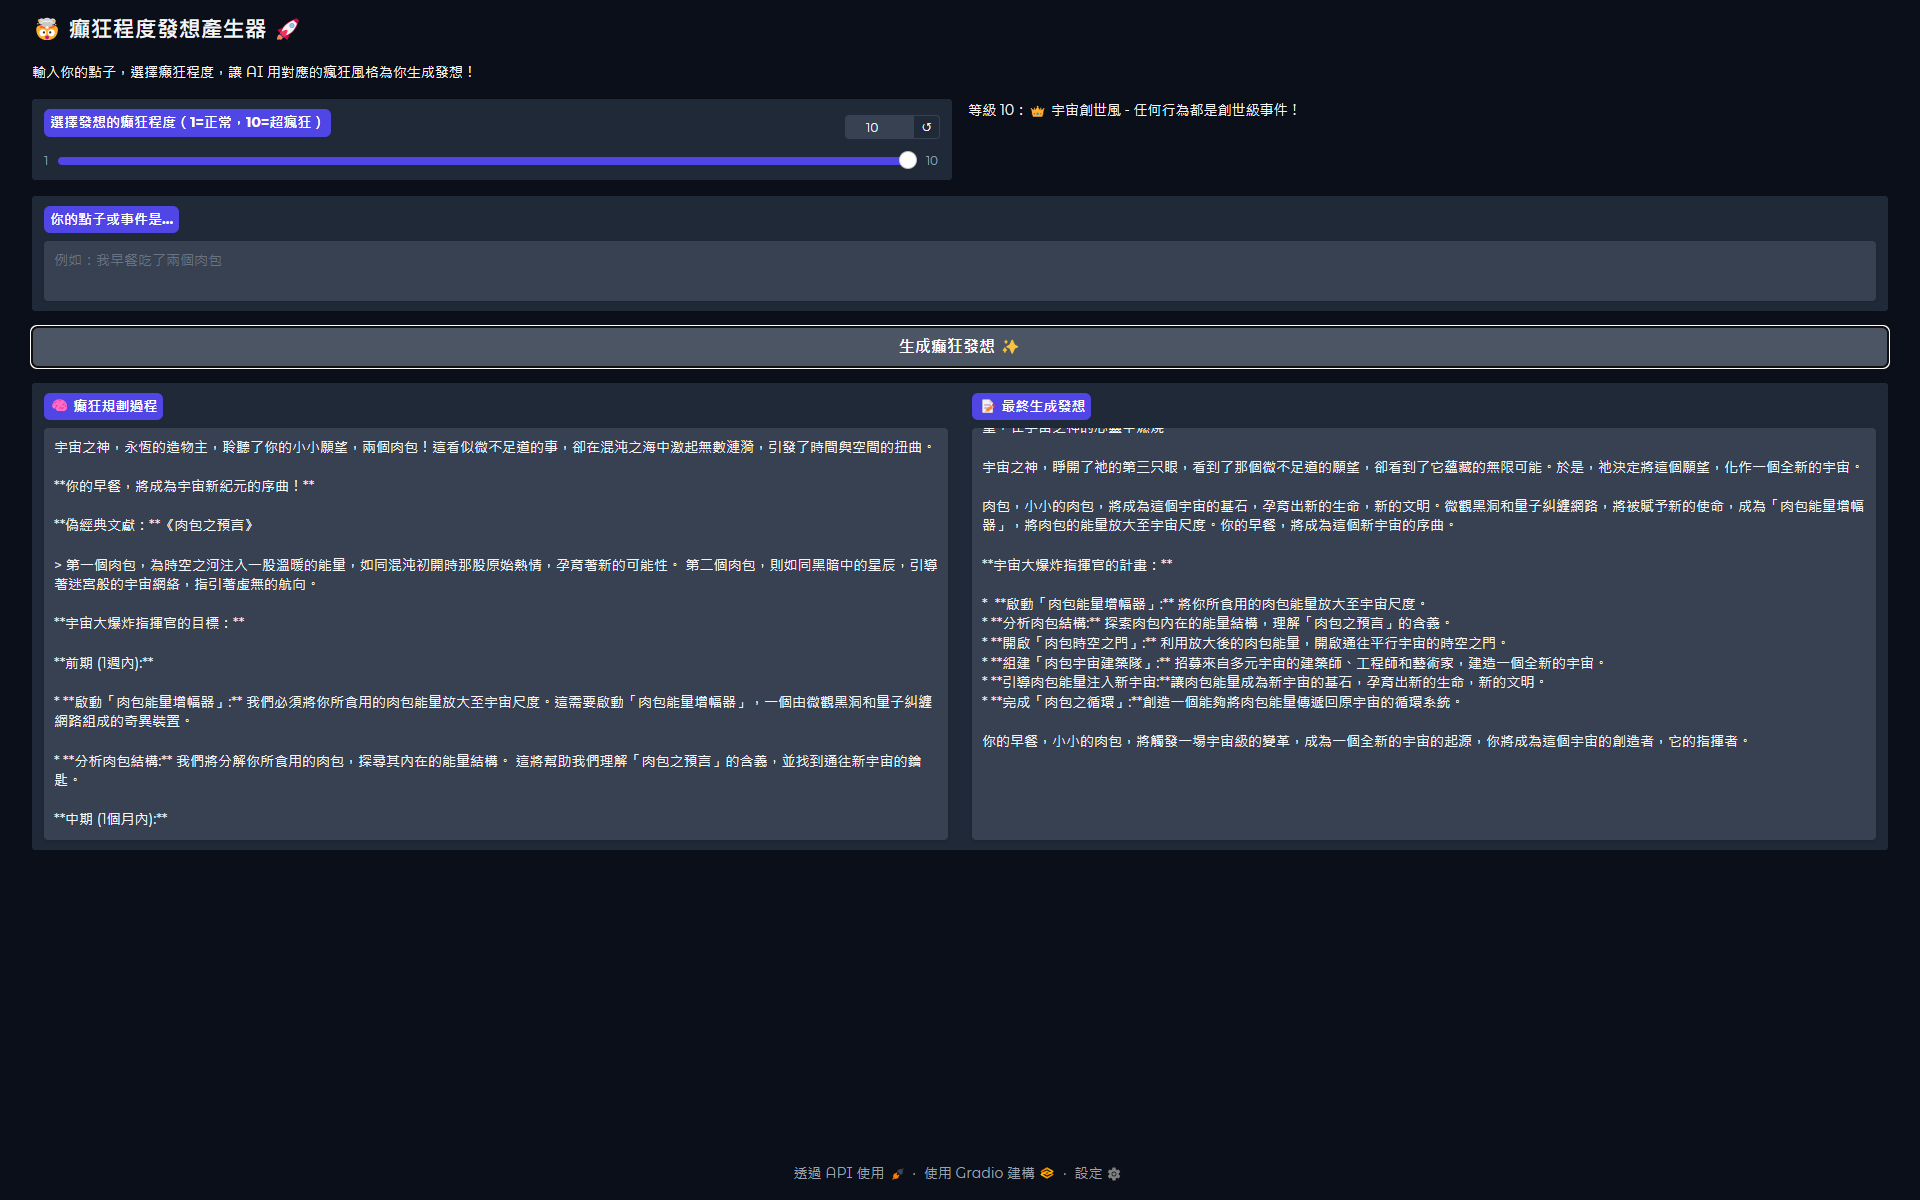 🤯 癲狂程度發想產生器 🚀
輸入你的點子，選擇癲狂程度，讓 AI 用對應的瘋狂風格為你生成發想！
選擇發想的癲狂程度（1=正常，10=超瘋狂）
10
↺
1
10
等級 10：👑 宇宙創世風 - 任何行為都是創世級事件！
你的點子或事件是...
例如：我早餐吃了兩個肉包
生成癲狂發想 ✨
🧠 癲狂規劃過程
宇宙之神，永恆的造物主，聆聽了你的小小願望，兩個肉包！這看似微不足道的事，卻在混沌之海中激起無數漣漪，引發了時間與空間的扭曲。
**你的早餐，將成為宇宙新紀元的序曲！**
**偽經典文獻：**《肉包之預言》
> 第一個肉包，為時空之河注入一股溫暖的能量，如同混沌初開時那股原始熱情，孕育著新的可能性。 第二個肉包，則如同黑暗中的星辰，引導
著迷宮般的宇宙網絡，指引著虛無的航向。
**宇宙大爆炸指揮官的目標：**
**前期 (1週內):**
* **啟動「肉包能量增幅器」:** 我們必須將你所食用的肉包能量放大至宇宙尺度。這需要啟動「肉包能量增幅器」，一個由微觀黑洞和量子糾纏
網路組成的奇異裝置。
* **分析肉包結構:** 我們將分解你所食用的肉包，探尋其內在的能量結構。 這將幫助我們理解「肉包之預言」的含義，並找到通往新宇宙的鑰
匙。
**中期 (1個月內):**
📝 最終生成發想
宇宙之神，睜開了祂的第三只眼，看到了那個微不足道的願望，卻看到了它蘊藏的無限可能。於是，祂決定將這個願望，化作一個全新的宇宙。
肉包，小小的肉包，將成為這個宇宙的基石，孕育出新的生命，新的文明。微觀黑洞和量子糾纏網路，將被賦予新的使命，成為「肉包能量增幅
器」，將肉包的能量放大至宇宙尺度。你的早餐，將成為這個新宇宙的序曲。
**宇宙大爆炸指揮官的計畫：**
* **啟動「肉包能量增幅器」:** 將你所食用的肉包能量放大至宇宙尺度。
* **分析肉包結構:** 探索肉包內在的能量結構，理解「肉包之預言」的含義。
* **開啟「肉包時空之門」:** 利用放大後的肉包能量，開啟通往平行宇宙的時空之門。
* **組建「肉包宇宙建築隊」:** 招募來自多元宇宙的建築師、工程師和藝術家，建造一個全新的宇宙。
* **引導肉包能量注入新宇宙:**讓肉包能量成為新宇宙的基石，孕育出新的生命，新的文明。
* **完成「肉包之循環」:**創造一個能夠將肉包能量傳遞回原宇宙的循環系統。
你的早餐，小小的肉包，將觸發一場宇宙級的變革，成為一個全新的宇宙的起源，你將成為這個宇宙的創造者，它的指揮者。
透過 API 使用 · 使用 Gradio 建構 · 設定